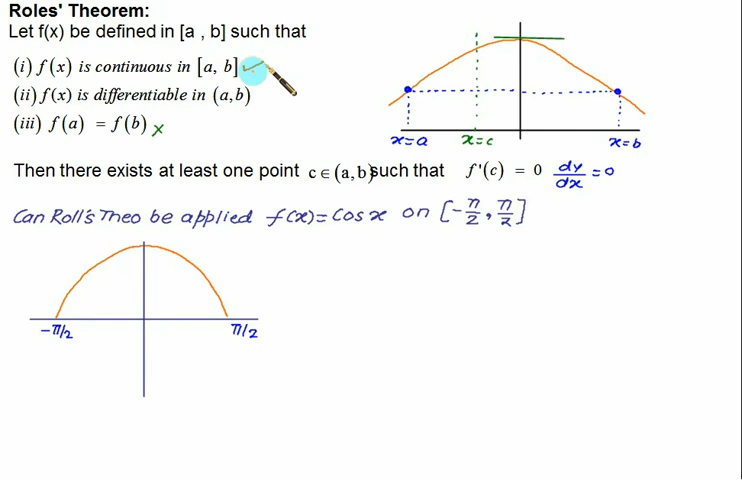 Roles' Theorem:
Let f(x) be defined in [a , b] such that
(i) f(x) is continuous in [a, b]
(ii) f(x) is differentiable in (a,b)
(iii) f(a) = f(b) x
x=a x=c x=b
Then there exists at least one point c∈(a,b) such that f'(c) = 0 dy/dx = 0
Can Roll's Theo be applied f(x)= Cos x on [-π/2, π/2]
-π/2 π/2